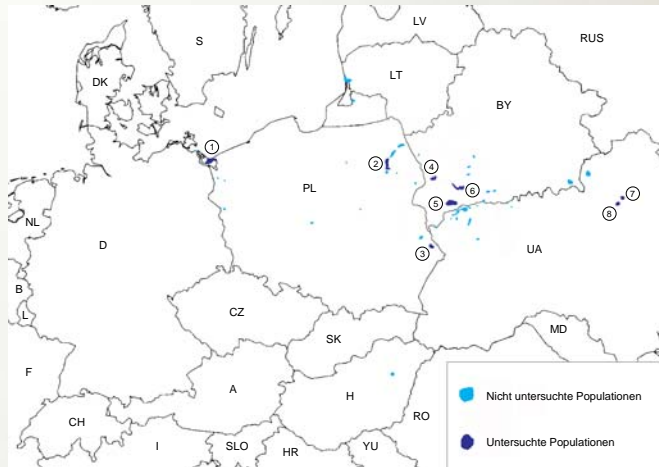 LV
S
RUS
DK
LT
BY
1
2
4
PL
6
7
NL
5
8
D
3
UA
B
L
CZ
SK
MD
F
A
H
Nicht untersuchte Populationen
RO
CH
I
SLO
HR
YU
Untersuchte Populationen